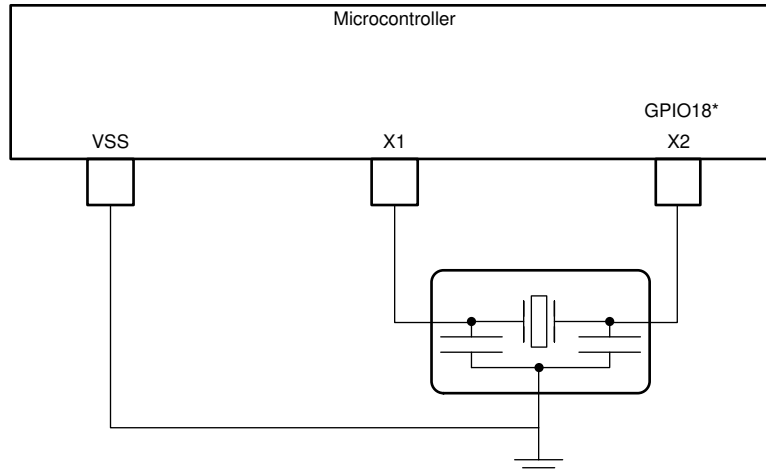 Microcontroller
GPIO18*
VSS
X1
X2